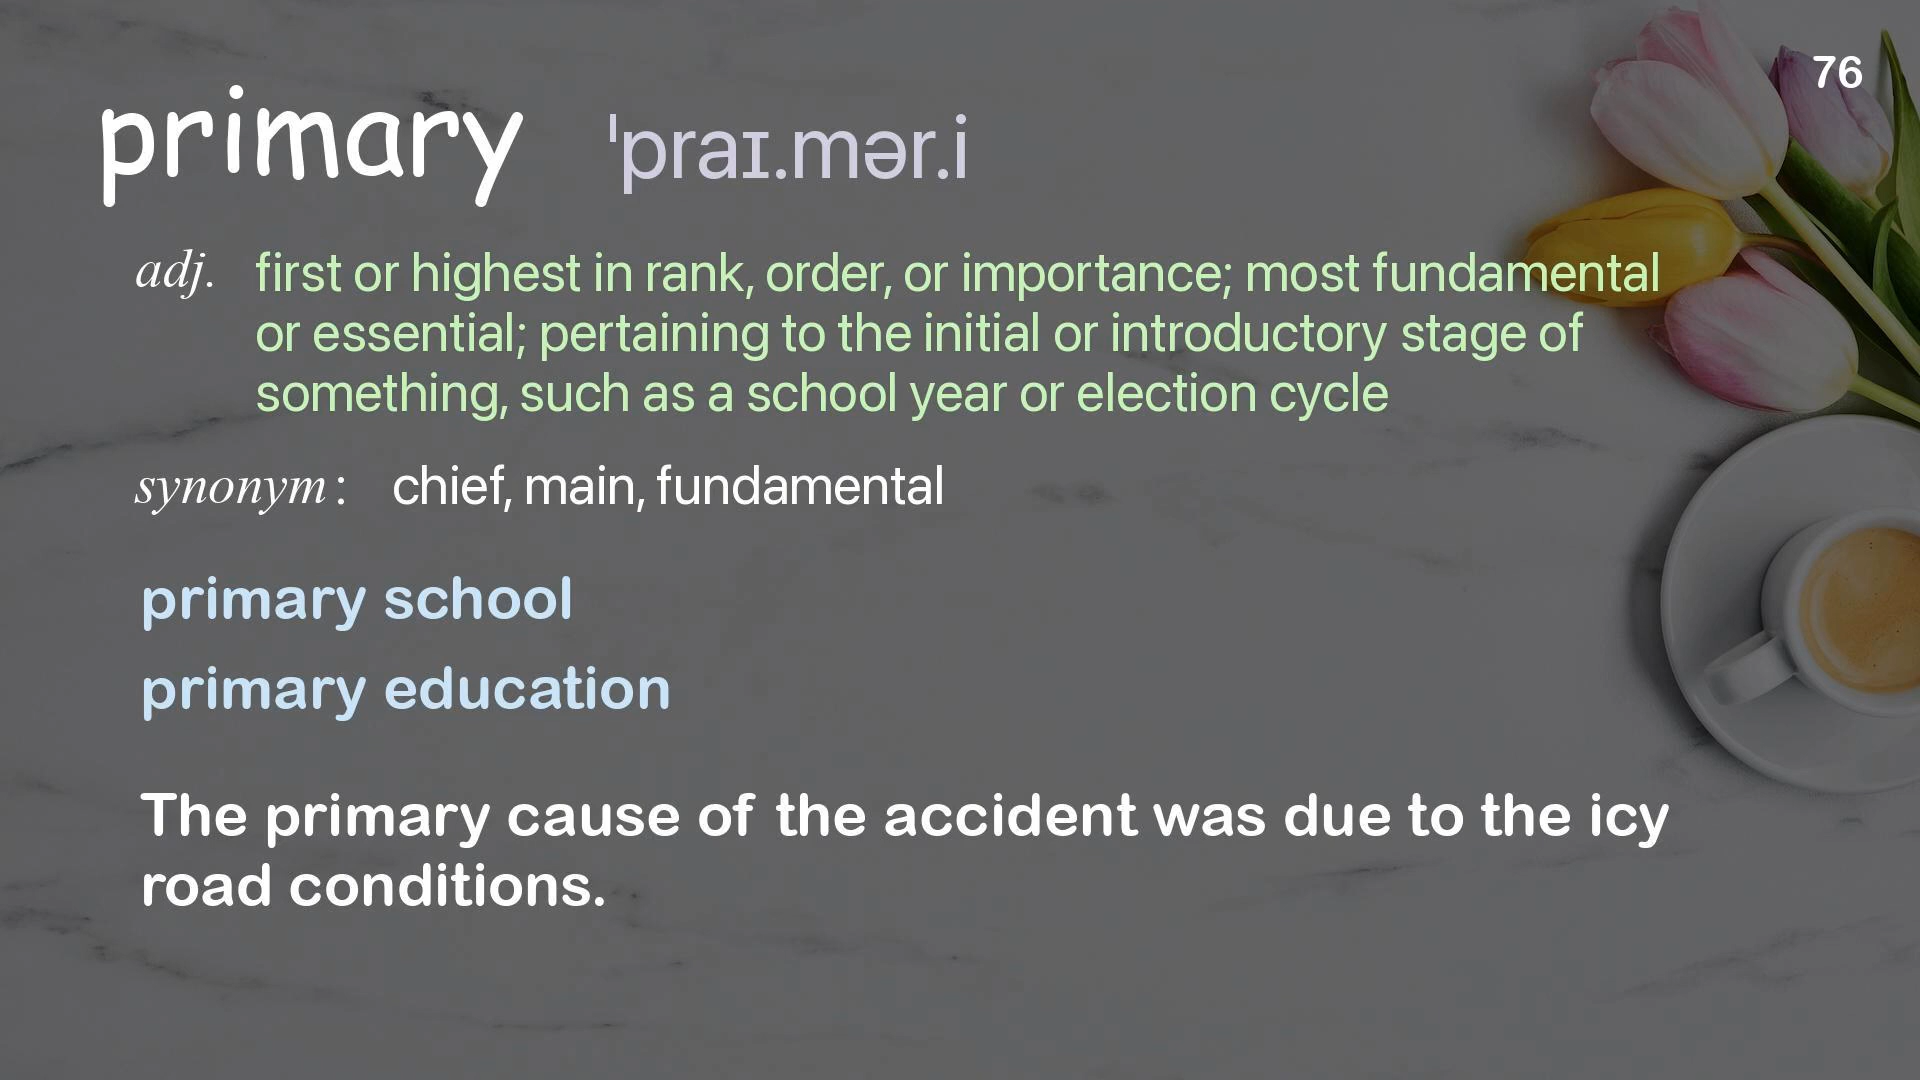 76
primary ˈpraɪ.mər.i
adj. first or highest in rank, order, or importance; most fundamental
or essential; pertaining to the initial or introductory stage of
something, such as a school year or election cycle
synonym : chief, main, fundamental
primary school
primary education
The primary cause of the accident was due to the icy
road conditions.